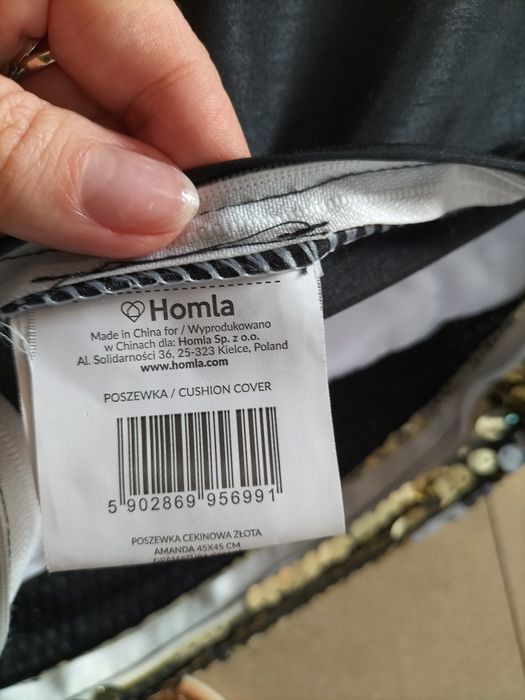 Homla
Made in China for / Wyprodukowano
w Chinach dla: Homla Sp. z o.o.
Al. Solidarności 36, 25-323 Kielce, Poland
www.homla.com
POSZEWKA / CUSHION COVER
5 902869 956991
POSZEWKA CEKINOWA ZŁOTA
AMANDA 45X45 CM